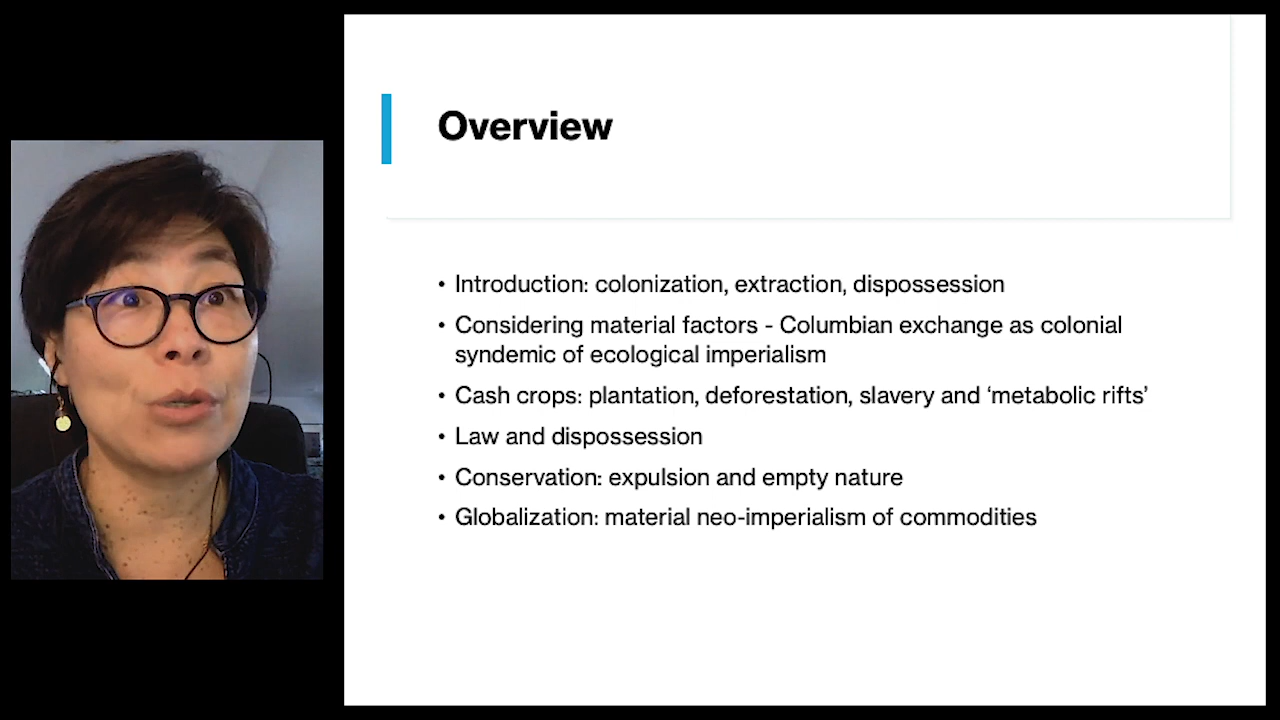 Overview
• Introduction: colonization, extraction, dispossession
• Considering material factors - Columbian exchange as colonial
syndemic of ecological imperialism
• Cash crops: plantation, deforestation, slavery and ‘metabolic rifts’
• Law and dispossession
• Conservation: expulsion and empty nature
• Globalization: material neo-imperialism of commodities